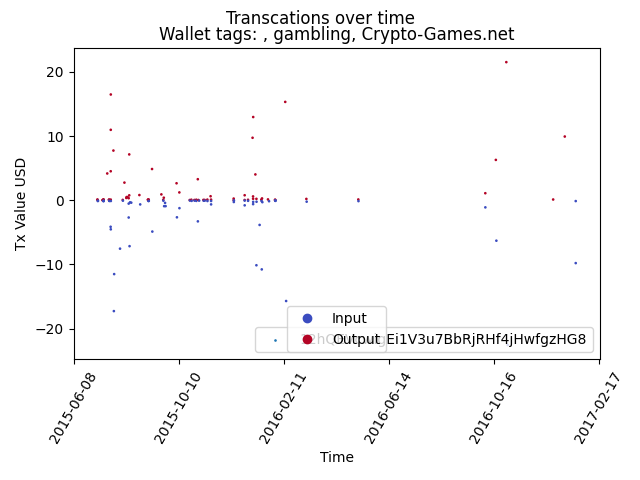 Transcations over time
Wallet tags: , gambling, Crypto-Games.net
Tx Value USD
20
10
0
−10
−20
Input
Output
Ei1V3u7BbRjRHf4jHwfgzHG8
2015-06-08
2015-10-10
2016-02-11
2016-06-14
2016-10-16
2017-02-17
Time